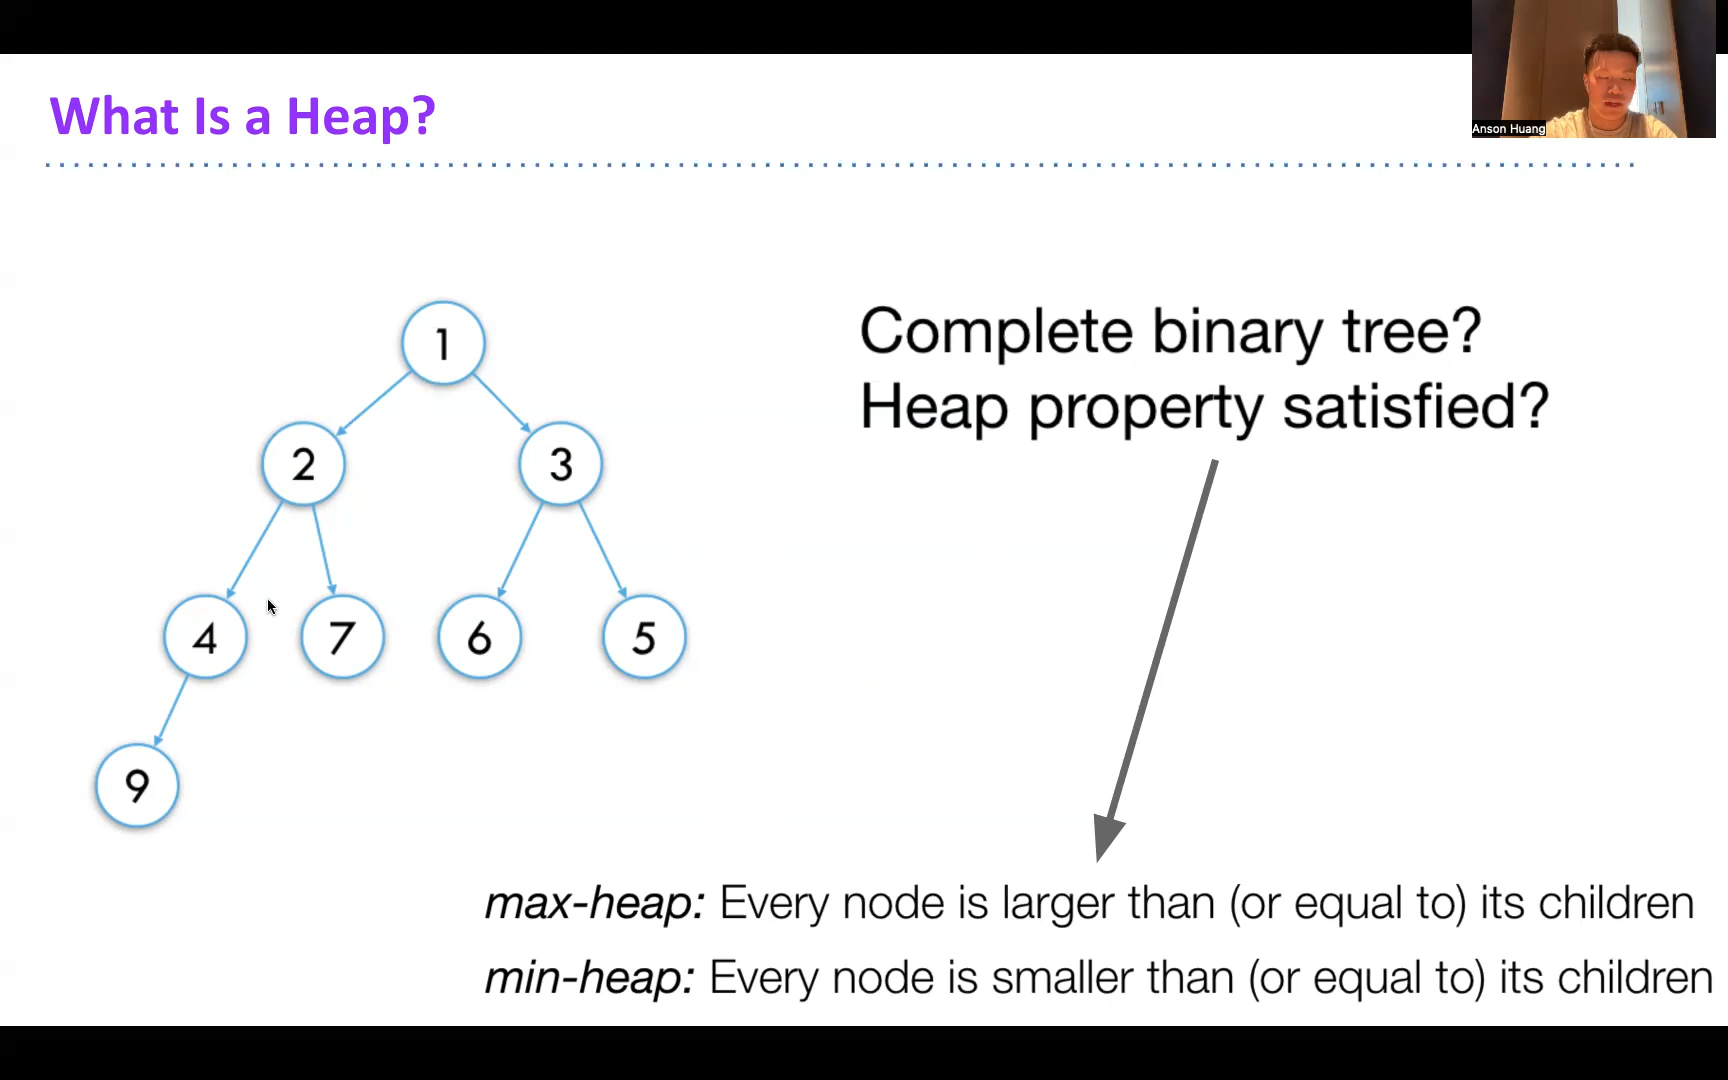 What Is a Heap?
Anson Huang
1
Complete binary tree?
Heap property satisfied?
2
3
4
7
6
5
9
max-heap: Every node is larger than (or equal to) its children
min-heap: Every node is smaller than (or equal to) its children